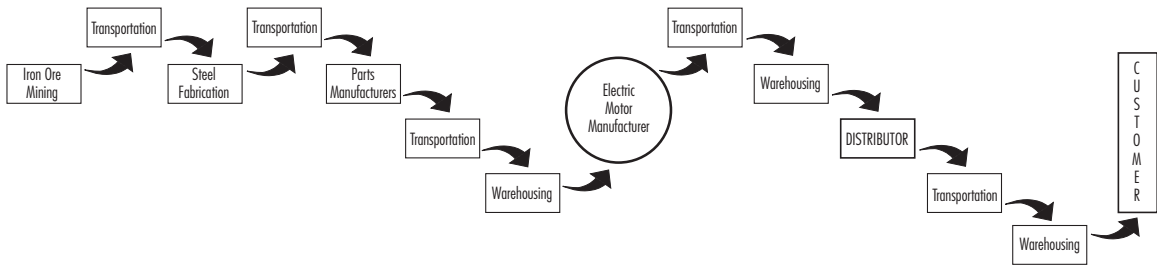 Iron Ore
Mining
Transportation
Steel
Fabrication
Transportation
Parts
Manufacturers
Transportation
Warehousing
Electric
Motor
Manufacturer
Transportation
Warehousing
DISTRIBUTOR
Transportation
Warehousing
C
U
S
T
O
M
E
R